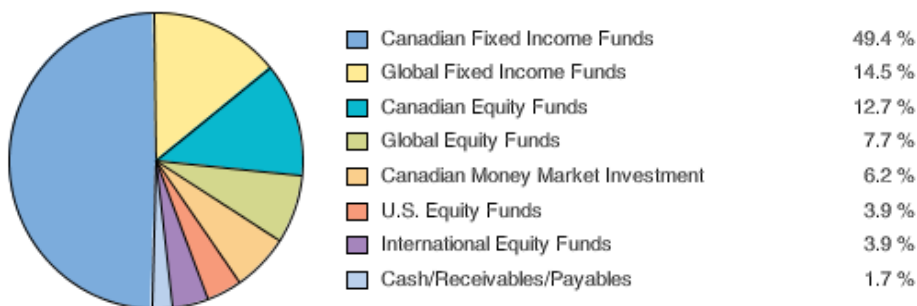 Canadian Fixed Income Funds 49.4 %
Global Fixed Income Funds 14.5 %
Canadian Equity Funds 12.7 %
Global Equity Funds 7.7 %
Canadian Money Market Investment 6.2 %
U.S. Equity Funds 3.9 %
International Equity Funds 3.9 %
Cash/Receivables/Payables 1.7 %